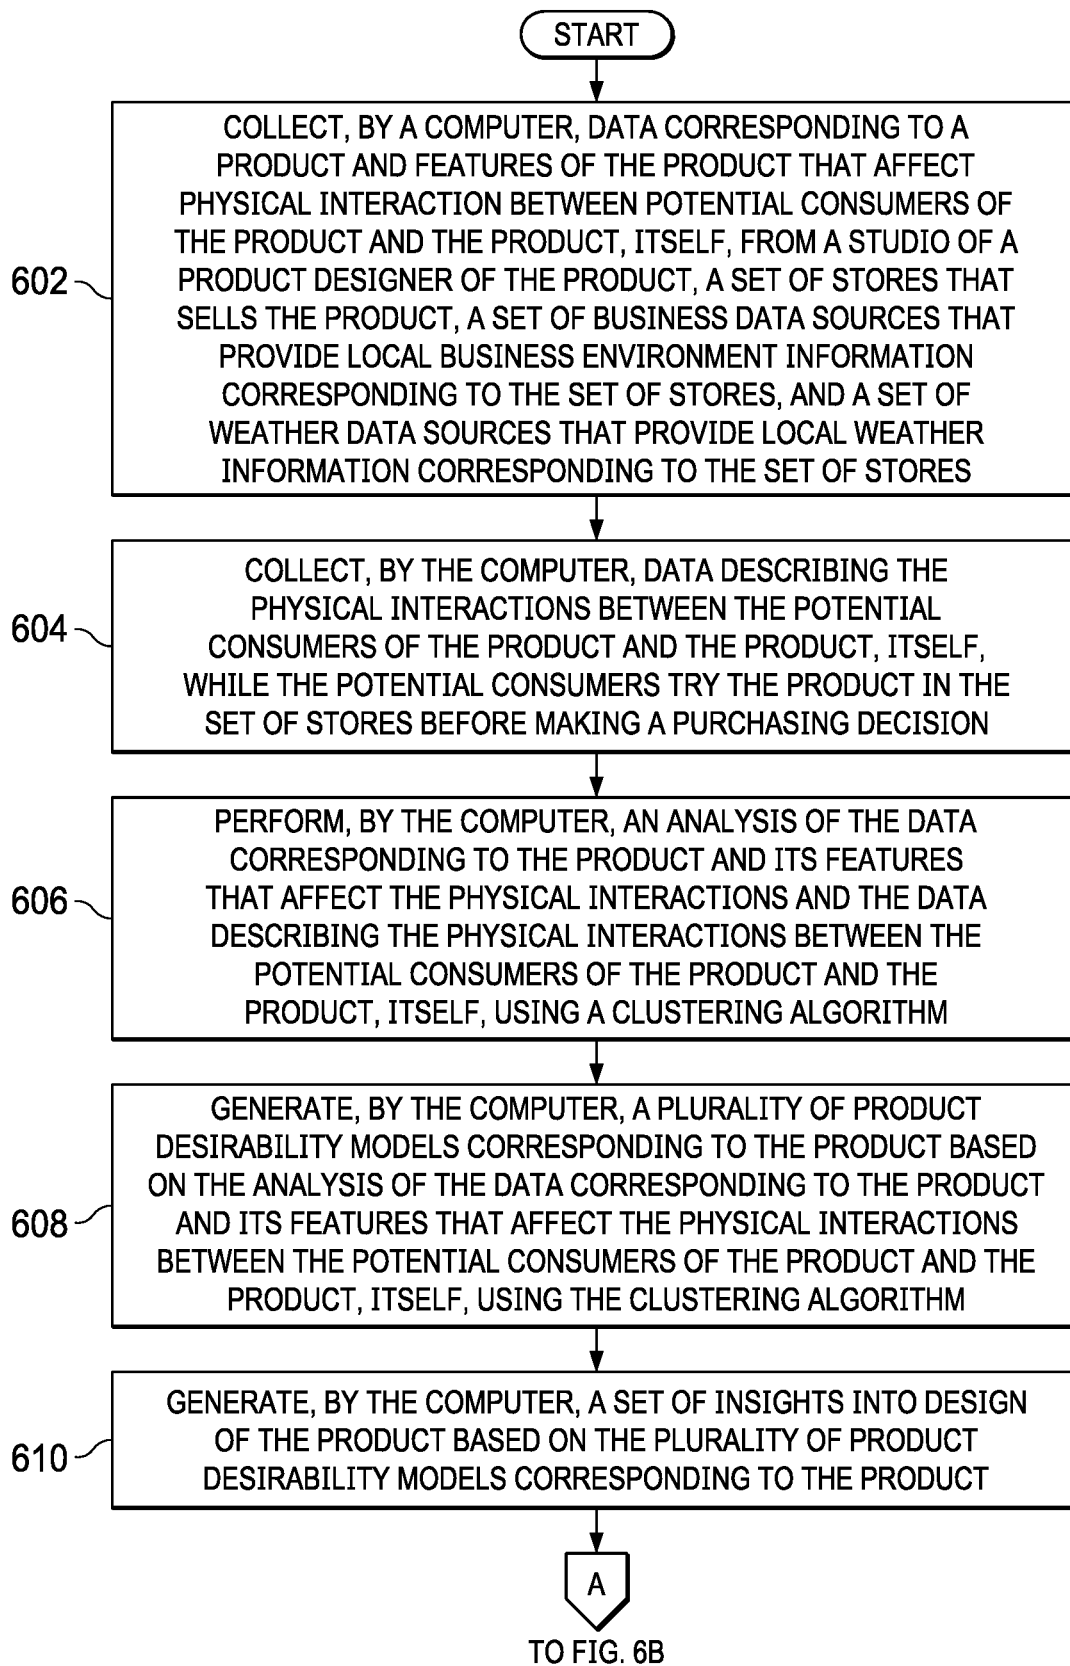 START
602
COLLECT, BY A COMPUTER, DATA CORRESPONDING TO A
PRODUCT AND FEATURES OF THE PRODUCT THAT AFFECT
PHYSICAL INTERACTION BETWEEN POTENTIAL CONSUMERS OF
THE PRODUCT AND THE PRODUCT, ITSELF, FROM A STUDIO OF A
PRODUCT DESIGNER OF THE PRODUCT, A SET OF STORES THAT
SELLS THE PRODUCT, A SET OF BUSINESS DATA SOURCES THAT
PROVIDE LOCAL BUSINESS ENVIRONMENT INFORMATION
CORRESPONDING TO THE SET OF STORES, AND A SET OF
WEATHER DATA SOURCES THAT PROVIDE LOCAL WEATHER
INFORMATION CORRESPONDING TO THE SET OF STORES
604
COLLECT, BY THE COMPUTER, DATA DESCRIBING THE
PHYSICAL INTERACTIONS BETWEEN THE POTENTIAL
CONSUMERS OF THE PRODUCT AND THE PRODUCT, ITSELF,
WHILE THE POTENTIAL CONSUMERS TRY THE PRODUCT IN THE
SET OF STORES BEFORE MAKING A PURCHASING DECISION
606
PERFORM, BY THE COMPUTER, AN ANALYSIS OF THE DATA
CORRESPONDING TO THE PRODUCT AND ITS FEATURES
THAT AFFECT THE PHYSICAL INTERACTIONS AND THE DATA
DESCRIBING THE PHYSICAL INTERACTIONS BETWEEN THE
POTENTIAL CONSUMERS OF THE PRODUCT AND THE
PRODUCT, ITSELF, USING A CLUSTERING ALGORITHM
608
GENERATE, BY THE COMPUTER, A PLURALITY OF PRODUCT
DESIRABILITY MODELS CORRESPONDING TO THE PRODUCT BASED
ON THE ANALYSIS OF THE DATA CORRESPONDING TO THE PRODUCT
AND ITS FEATURES THAT AFFECT THE PHYSICAL INTERACTIONS
BETWEEN THE POTENTIAL CONSUMERS OF THE PRODUCT AND THE
PRODUCT, ITSELF, USING THE CLUSTERING ALGORITHM
610
GENERATE, BY THE COMPUTER, A SET OF INSIGHTS INTO DESIGN
OF THE PRODUCT BASED ON THE PLURALITY OF PRODUCT
DESIRABILITY MODELS CORRESPONDING TO THE PRODUCT
A
TO FIG. 6B